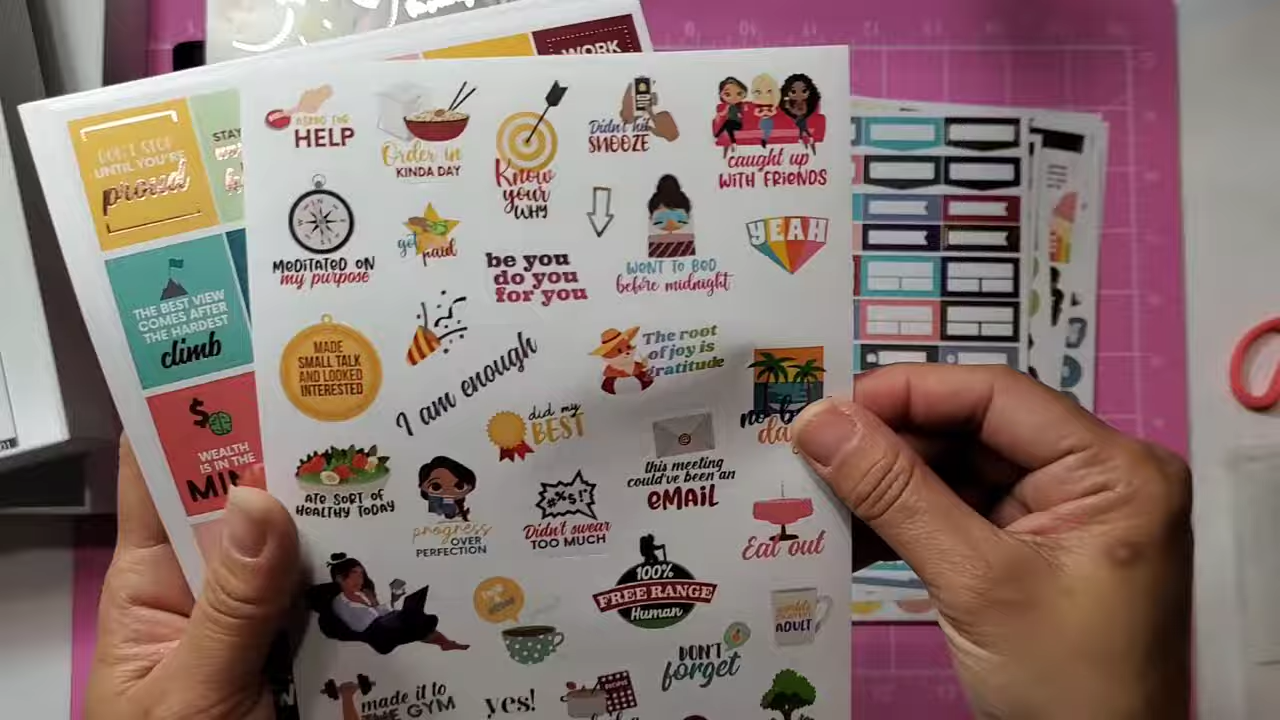 WORK
DON'T STOP
UNTIL YOU'RE
proud
STAY
THE BEST VIEW
COMES AFTER
THE HARDEST
climb
WEALTH
IS IN THE
ASKED FOR
HELP
Order in
KINDA DAY
Know
your
WHY
Didn't hit
SNOOZE
caught up
WITH FRIENDS
MEDITATED ON
my purpose
got
paid
be you
do you
for you
WENT TO BED
before midnight
YEAH
MADE
SMALL TALK
AND LOOKED
INTERESTED
I am enough
The root
of joy is
gratitude
did my
BEST
this meeting
could've been an
EMAIL
ATE SORT OF
HEALTHY TODAY
progress
OVER
PERFECTION
#%$!
Didn't swear
TOO MUCH
Eat out
100%
FREE RANGE
Human
ADULT
DON'T
forget
made it to
THE GYM
yes!